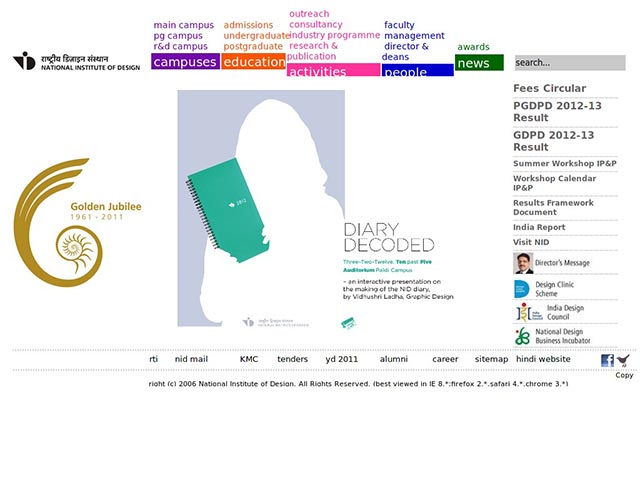 राष्ट्रीय डिज़ाइन संस्थान
NATIONAL INSTITUTE OF DESIGN
main campus
pg campus
r&d campus
campuses
admissions
undergraduate
postgraduate
education
outreach
consultancy
industry programme
research &
publication
activities
faculty
management
director &
deans
people
awards
news
search...
Golden Jubilee
1961 - 2011
2012
DIARY
DECODED
Three-Two-Twelve, Ten past Five
Auditorium Paldi Campus
– an interactive presentation on
the making of the NID diary,
by Vidhushri Ladha, Graphic Design
राष्ट्रीय डिज़ाइन संस्थान
NATIONAL INSTITUTE OF DESIGN
Fees Circular
PGDPD 2012-13
Result
GDPD 2012-13
Result
Summer Workshop IP&P
Workshop Calendar
IP&P
Results Framework
Document
India Report
Visit NID
Director's Message
Design Clinic
Scheme
India Design
Council
National Design
Business Incubator
rti nid mail KMC tenders yd 2011 alumni career sitemap hindi website
Copy
right (c) 2006 National Institute of Design. All Rights Reserved. (best viewed in IE 8.*;firefox 2.*,safari 4.*,chrome 3.*)